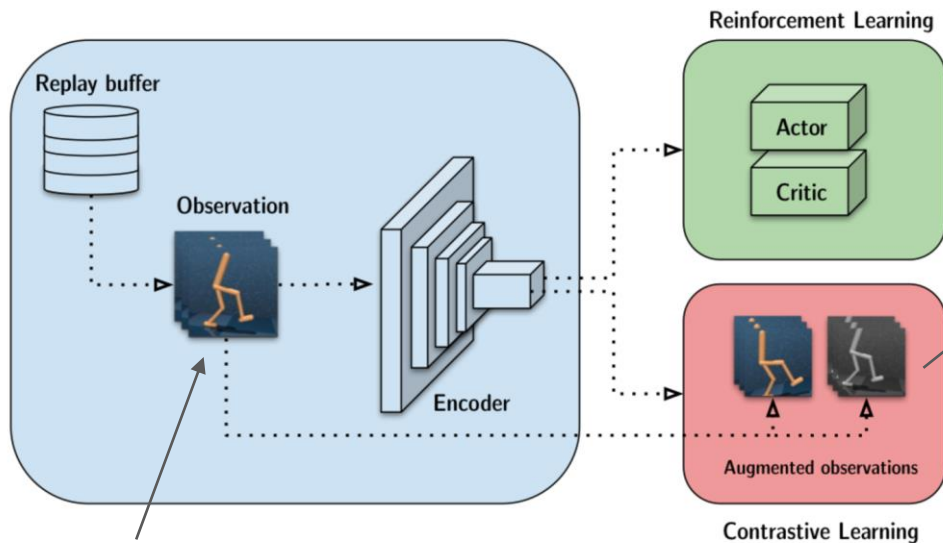 Reinforcement Learning
Replay buffer
Observation
Encoder
Actor
Critic
Augmented observations
Contrastive Learning